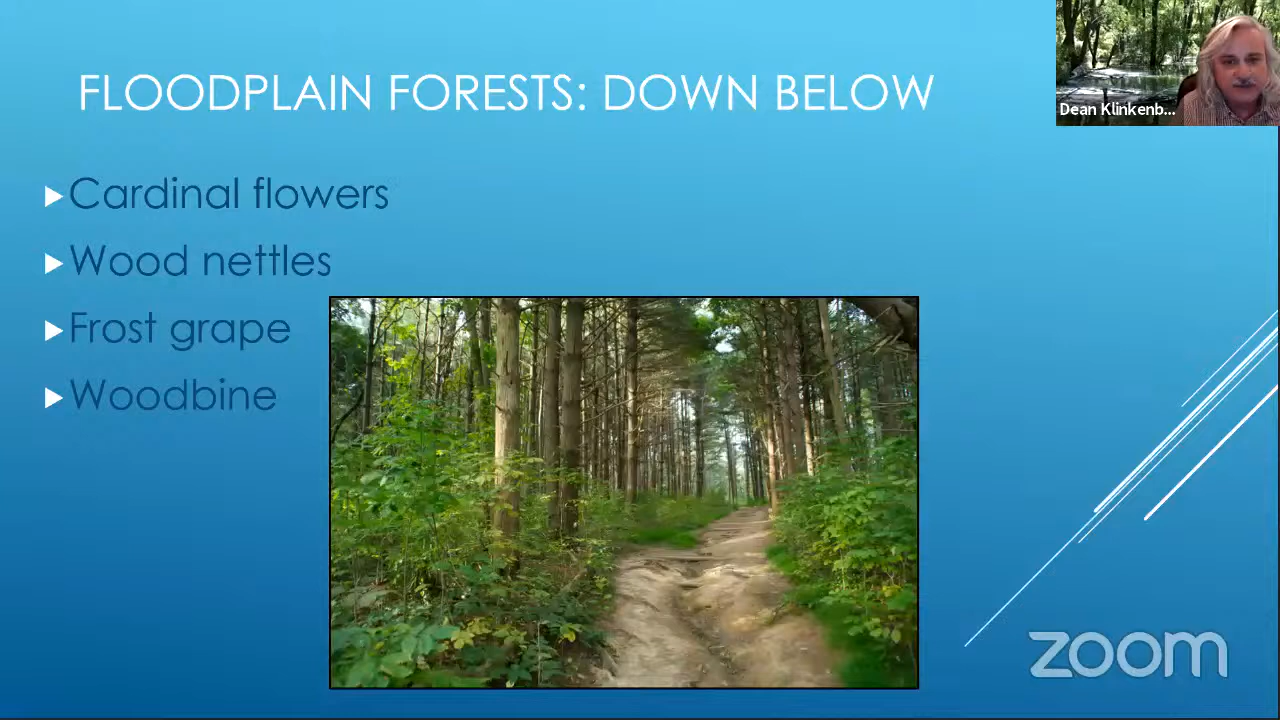 FLOODPLAIN FORESTS: DOWN BELOW
Dean Klinkenb...
Cardinal flowers
Wood nettles
Frost grape
Woodbine
zoom